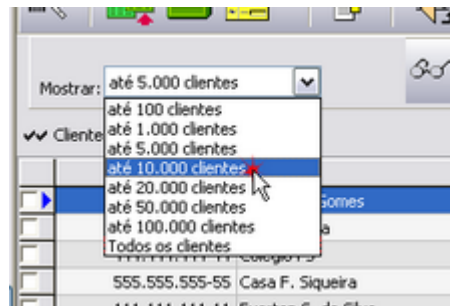 Mostrar: até 5.000 clientes
até 100 clientes
Cliente
até 1.000 clientes
até 5.000 clientes
até 10.000 clientes
até 20.000 clientes
Gomes
até 50.000 clientes
até 100.000 clientes
Todos os clientes
555.555.555-55 Casa F. Siqueira